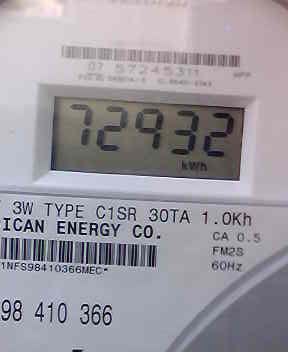 07 57245311
72932
kWh
3W TYPE C1SR 30TA 1.0Kh
ICAN ENERGY CO.
CA 0.5
FM2S
60Hz
1NFS98410366MEC*
98 410 366